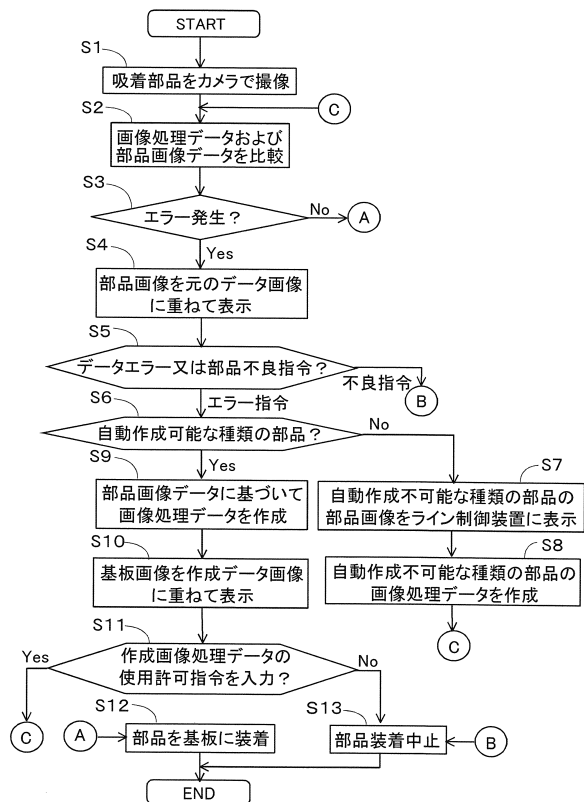 START
S1
吸着部品をカメラで撮像
C
S2
画像処理データおよび
部品画像データを比較
S3
エラー発生？
No
A
Yes
S4
部品画像を元のデータ画像
に重ねて表示
S5
データエラー又は部品不良指令？
不良指令
B
エラー指令
S6
自動作成可能な種類の部品？
No
Yes
S9
部品画像データに基づいて
画像処理データを作成
S7
自動作成不可能な種類の部品の
部品画像をライン制御装置に表示
S10
基板画像を作成データ画像
に重ねて表示
S8
自動作成不可能な種類の部品の
画像処理データを作成
C
S11
作成画像処理データの
使用許可指令を入力？
Yes
No
C
A
S12
部品を基板に装着
S13
部品装着中止
B
END